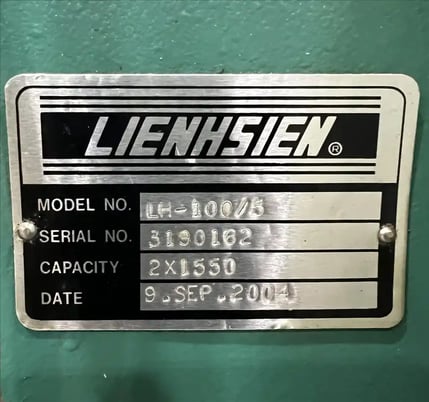 LIENHSIEN®
MODEL NO. LH-100/5
SERIAL NO. 3190162
CAPACITY 2X1550
DATE 9.SEP.2004